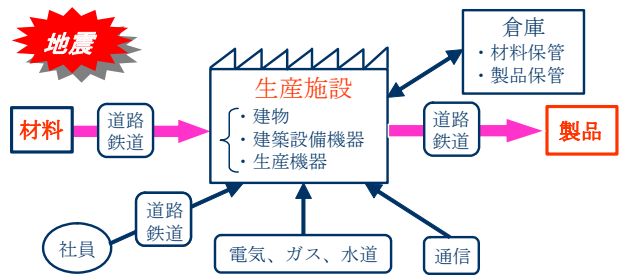 地震
倉庫
・材料保管
・製品保管
生産施設
・建物
・建築設備機器
・生産機器
材料
道路
鉄道
道路
鉄道
製品
社員
道路
鉄道
電気、ガス、水道
通信